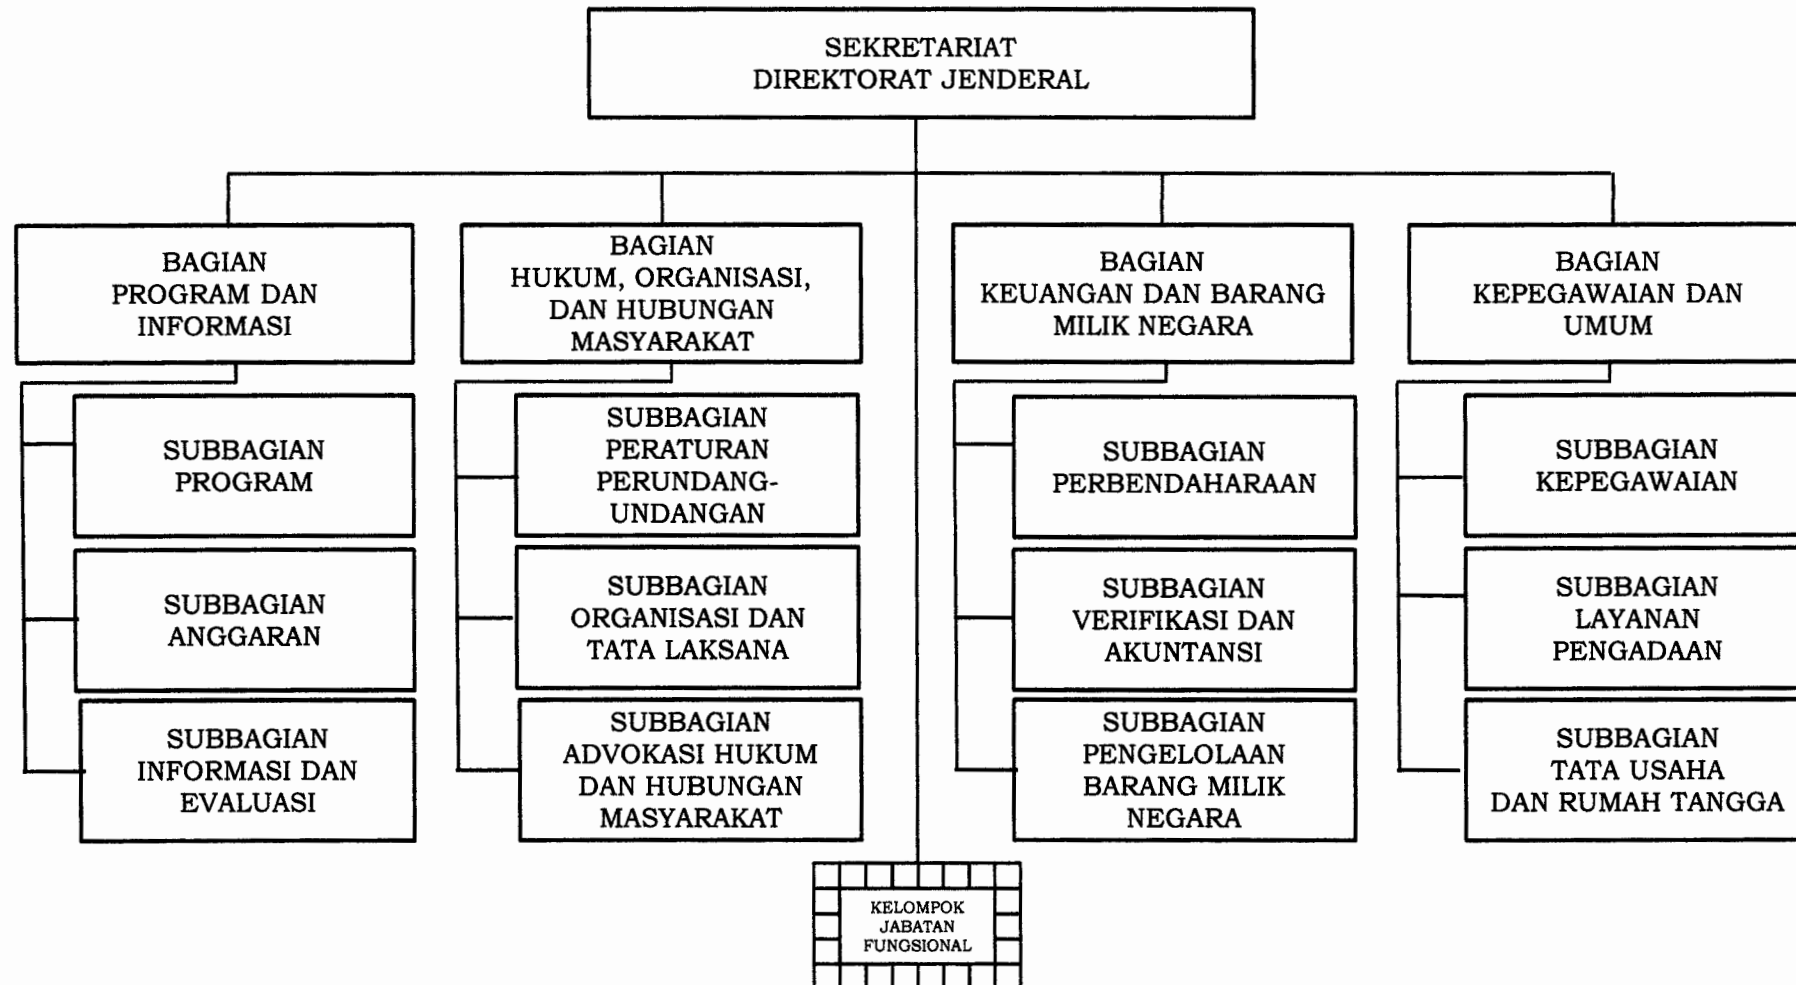 SEKRETARIAT
DIREKTORAT JENDERAL
BAGIAN
PROGRAM DAN
INFORMASI
SUBBAGIAN
PROGRAM
SUBBAGIAN
ANGGARAN
SUBBAGIAN
INFORMASI DAN
EVALUASI
BAGIAN
HUKUM, ORGANISASI,
DAN HUBUNGAN
MASYARAKAT
SUBBAGIAN
PERATURAN
PERUNDANG-
UNDANGAN
SUBBAGIAN
ORGANISASI DAN
TATA LAKSANA
SUBBAGIAN
ADVOKASI HUKUM
DAN HUBUNGAN
MASYARAKAT
BAGIAN
KEUANGAN DAN BARANG
MILIK NEGARA
SUBBAGIAN
PERBENDAHARAAN
SUBBAGIAN
VERIFIKASI DAN
AKUNTANSI
SUBBAGIAN
PENGELOLAAN
BARANG MILIK
NEGARA
BAGIAN
KEPEGAWAIAN DAN
UMUM
SUBBAGIAN
KEPEGAWAIAN
SUBBAGIAN
LAYANAN
PENGADAAN
SUBBAGIAN
TATA USAHA
DAN RUMAH TANGGA
KELOMPOK
JABATAN
FUNGSIONAL